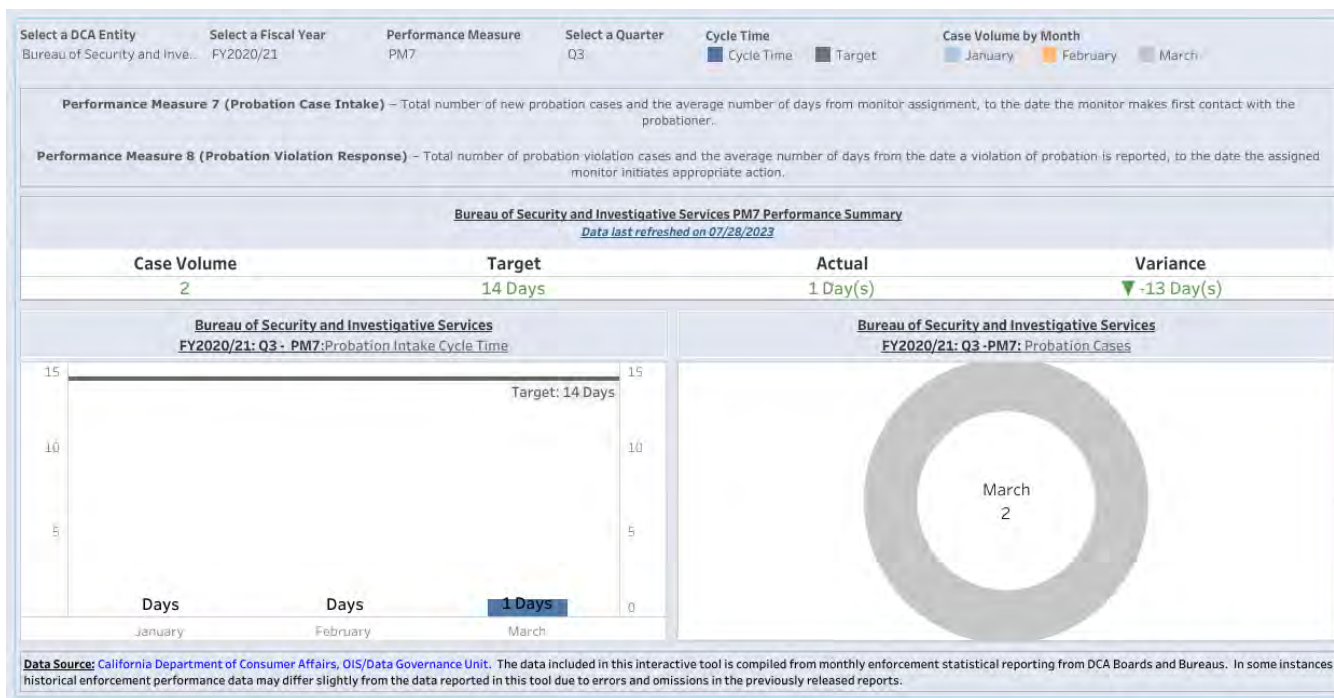 Select a DCA Entity
Select a Fiscal Year
Performance Measure
Select a Quarter
Cycle Time
Case Volume by Month
Bureau of Security and Inve..
FY2020/21
PM7
Q3
Cycle Time
Target
January
February
March
Performance Measure 7 (Probation Case Intake) – Total number of new probation cases and the average number of days from monitor assignment, to the date the monitor makes first contact with the
probationer..
Performance Measure 8 (Probation Violation Response) – Total number of probation violation cases and the average number of days from the date a violation of probation is reported, to the date the assigned
monitor initiates appropriate action.
Bureau of Security and Investigative Services PM7 Performance Summary
Data last refreshed on 07/28/2023
Case Volume
Target
Actual
Variance
2
14 Days
1 Day(s)
▼ -13 Day(s)
Bureau of Security and Investigative Services
FY2020/21: Q3 - PM7:Probation Intake Cycle Time
15
10
5
15
10
5
0
Target: 14 Days
Days
Days
1 Days
January
February
March
Bureau of Security and Investigative Services
FY2020/21: Q3 -PM7: Probation Cases
March
2
Data Source: California Department of Consumer Affairs, OIS/Data Governance Unit. The data included in this interactive tool is compiled from monthly enforcement statistical reporting from DCA Boards and Bureaus. In some instances
historical enforcement performance data may differ slightly from the data reported in this tool due to errors and omissions in the previously released reports.